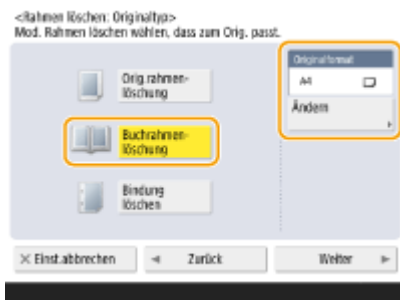 <Rahmen löschen: Originaltyp>
Mod. Rahmen löschen wählen, dass zum Orig. passt.
Originalformat
A4
Ändern
Orig.rahmen-
löschung
Buchrahmen-
löschung
Bindung
löschen
× Einst.abbrechen
Zurück
Weiter